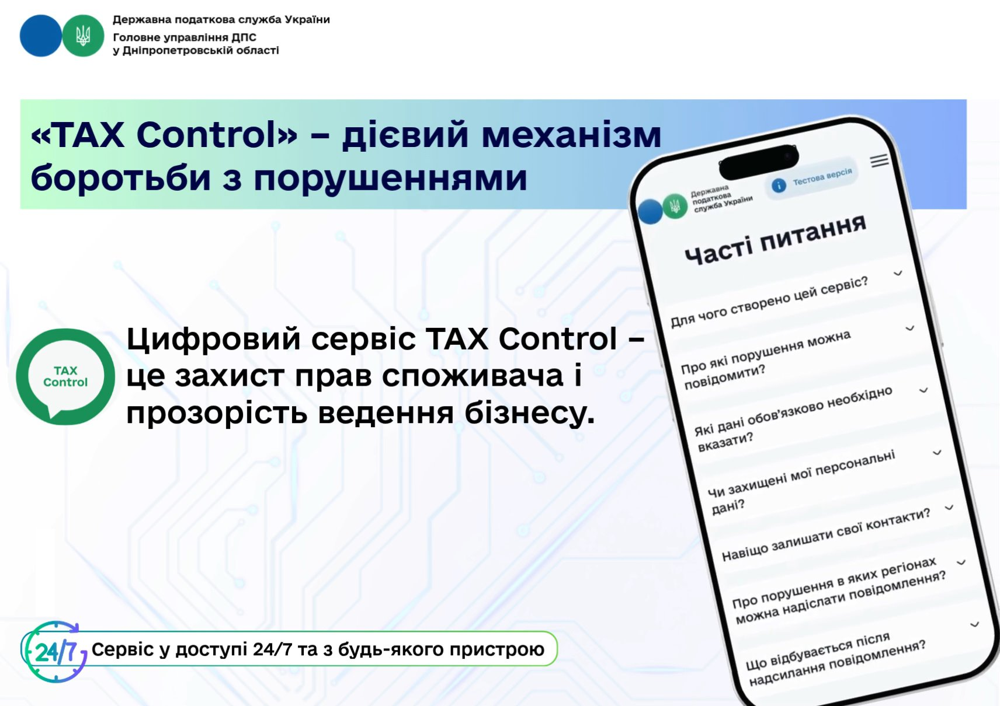 Державна податкова служба України
Головне управління ДПС
у Дніпропетровській області
«TAX Control» – дієвий механізм
боротьби з порушеннями
Цифровий сервіс TAX Control –
це захист прав споживача і
прозорість ведення бізнесу.
TAX
Control
24/7
Сервіс у доступі 24/7 та з будь-якого пристрою
Державна
податкова
служба України
i
Тестова версія
Часті питання
Для чого створено цей сервіс?
Про які порушення можна
повідомити?
Які дані обов’язково необхідно
вказати?
Чи захищені мої персональні
дані?
Навіщо залишати свої контакти?
Про порушення в яких регіонах
можна надіслати повідомлення?
Що відбувається після
надсилання повідомлення?